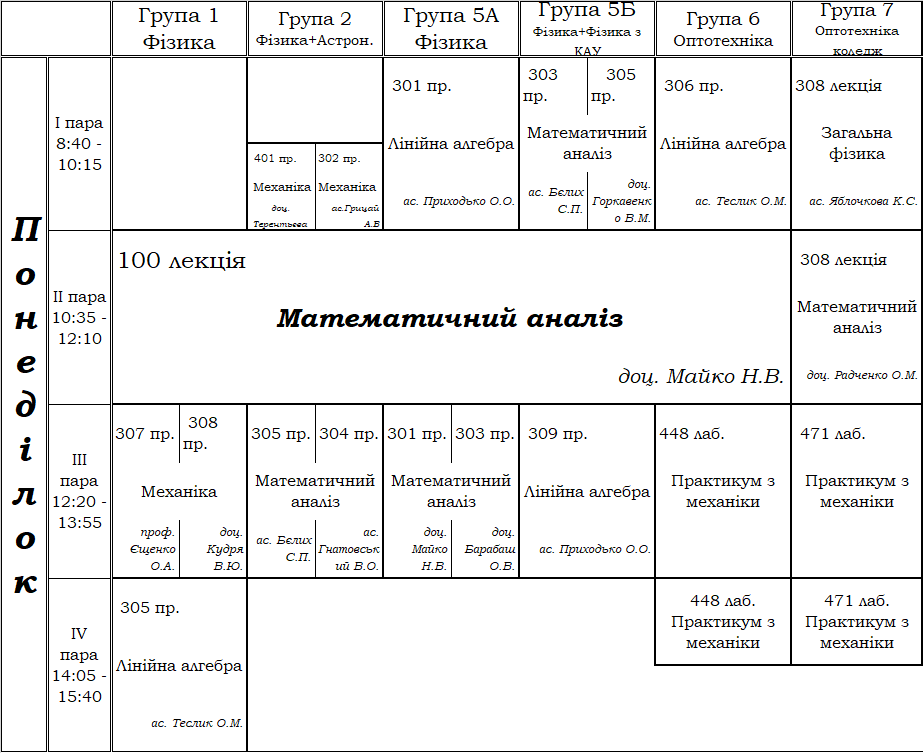 Група 1
Фізика
Група 2
Фізика+Астрон.
Група 5А
Фізика
Група 5Б
Фізика+Фізика з
КАУ
Група 6
Оптотехніка
Група 7
Оптотехніка
коледж
Понеділок
I пара
8:40 -
10:15
401 пр.
Механіка
доц.
Терентьєва
302 пр.
Механіка
ас.Грицай
А.В
301 пр.
Лінійна алгебра
ас. Приходько О.О.
303
пр.
305
пр.
Математичний
аналіз
ас. Бєлих
С.П.
доц.
Горкавенк
о В.М.
306 пр.
Лінійна алгебра
ас. Теслик О.М.
308 лекція
Загальна
фізика
ас. Яблочкова К.С.
II пара
10:35 -
12:10
100 лекція
Математичний аналіз
доц. Майко Н.В.
308 лекція
Математичний
аналіз
доц. Радченко О.М.
III
пара
12:20 -
13:55
307 пр.
308
пр.
Механіка
проф.
Єщенко
О.А.
доц.
Кудря
В.Ю.
305 пр.
304 пр.
Математичний
аналіз
ас. Бєлих
С.П.
ас.
Гнатовськ
ий В.О.
301 пр.
303 пр.
Математичний
аналіз
доц.
Майко
Н.В.
доц.
Барабаш
О.В.
309 пр.
Лінійна алгебра
ас. Приходько О.О.
448 лаб.
Практикум з
механіки
471 лаб.
Практикум з
механіки
IV
пара
14:05 -
15:40
305 пр.
Лінійна алгебра
ас. Теслик О.М.
448 лаб.
Практикум з
механіки
471 лаб.
Практикум з
механіки